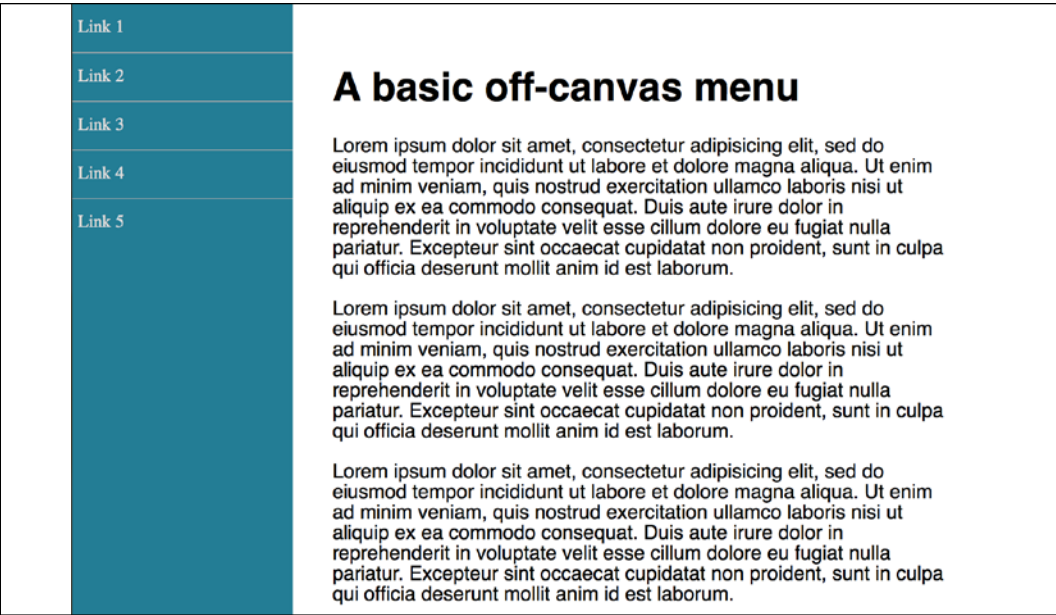 Link 1
Link 2
Link 3
Link 4
Link 5
A basic off-canvas menu
Lorem ipsum dolor sit amet, consectetur adipisicing elit, sed do
eiusmod tempor incididunt ut labore et dolore magna aliqua. Ut enim
ad minim veniam, quis nostrud exercitation ullamco laboris nisi ut
aliquip ex ea commodo consequat. Duis aute irure dolor in
reprehenderit in voluptate velit esse cillum dolore eu fugiat nulla
pariatur. Excepteur sint occaecat cupidatat non proident, sunt in culpa
qui officia deserunt mollit anim id est laborum.
Lorem ipsum dolor sit amet, consectetur adipisicing elit, sed do
eiusmod tempor incididunt ut labore et dolore magna aliqua. Ut enim
ad minim veniam, quis nostrud exercitation ullamco laboris nisi ut
aliquip ex ea commodo consequat. Duis aute irure dolor in
reprehenderit in voluptate velit esse cillum dolore eu fugiat nulla
pariatur. Excepteur sint occaecat cupidatat non proident, sunt in culpa
qui officia deserunt mollit anim id est laborum.
Lorem ipsum dolor sit amet, consectetur adipisicing elit, sed do
eiusmod tempor incididunt ut labore et dolore magna aliqua. Ut enim
ad minim veniam, quis nostrud exercitation ullamco laboris nisi ut
aliquip ex ea commodo consequat. Duis aute irure dolor in
reprehenderit in voluptate velit esse cillum dolore eu fugiat nulla
pariatur. Excepteur sint occaecat cupidatat non proident, sunt in culpa
qui officia deserunt mollit anim id est laborum.